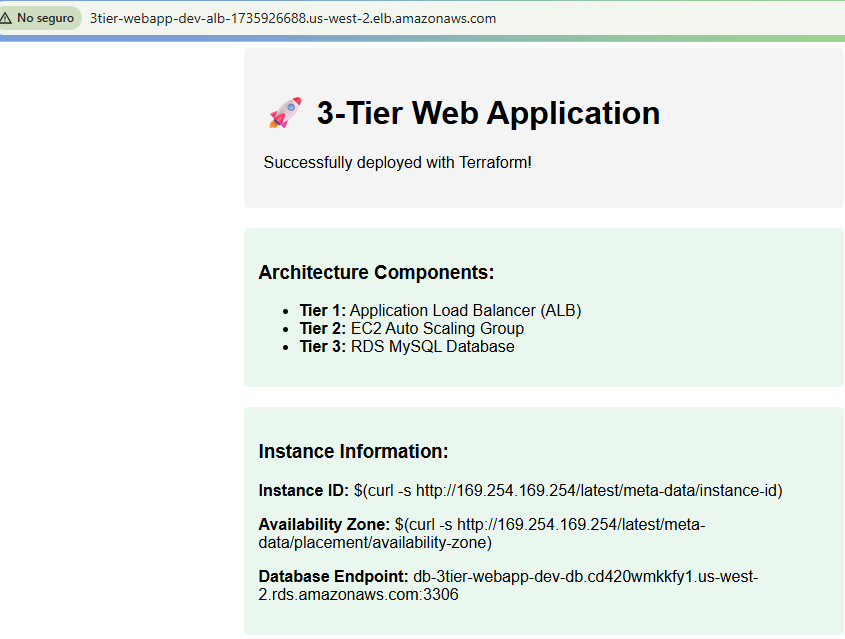 No seguro 3tier-webapp-dev-alb-1735926688.us-west-2.elb.amazonaws.com
🚀 3-Tier Web Application
Successfully deployed with Terraform!
Architecture Components:
• Tier 1: Application Load Balancer (ALB)
• Tier 2: EC2 Auto Scaling Group
• Tier 3: RDS MySQL Database
Instance Information:
Instance ID: $(curl -s http://169.254.169.254/latest/meta-data/instance-id)
Availability Zone: $(curl -s http://169.254.169.254/latest/meta-
data/placement/availability-zone)
Database Endpoint: db-3tier-webapp-dev-db.cd420wmkkfy1.us-west-
2.rds.amazonaws.com:3306